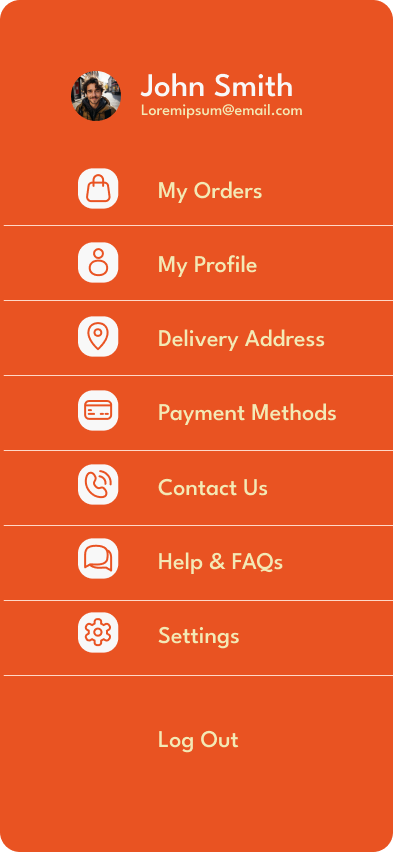 John Smith
Loremipsum@email.com
My Orders
My Profile
Delivery Address
Payment Methods
Contact Us
Help & FAQs
Settings
Log Out